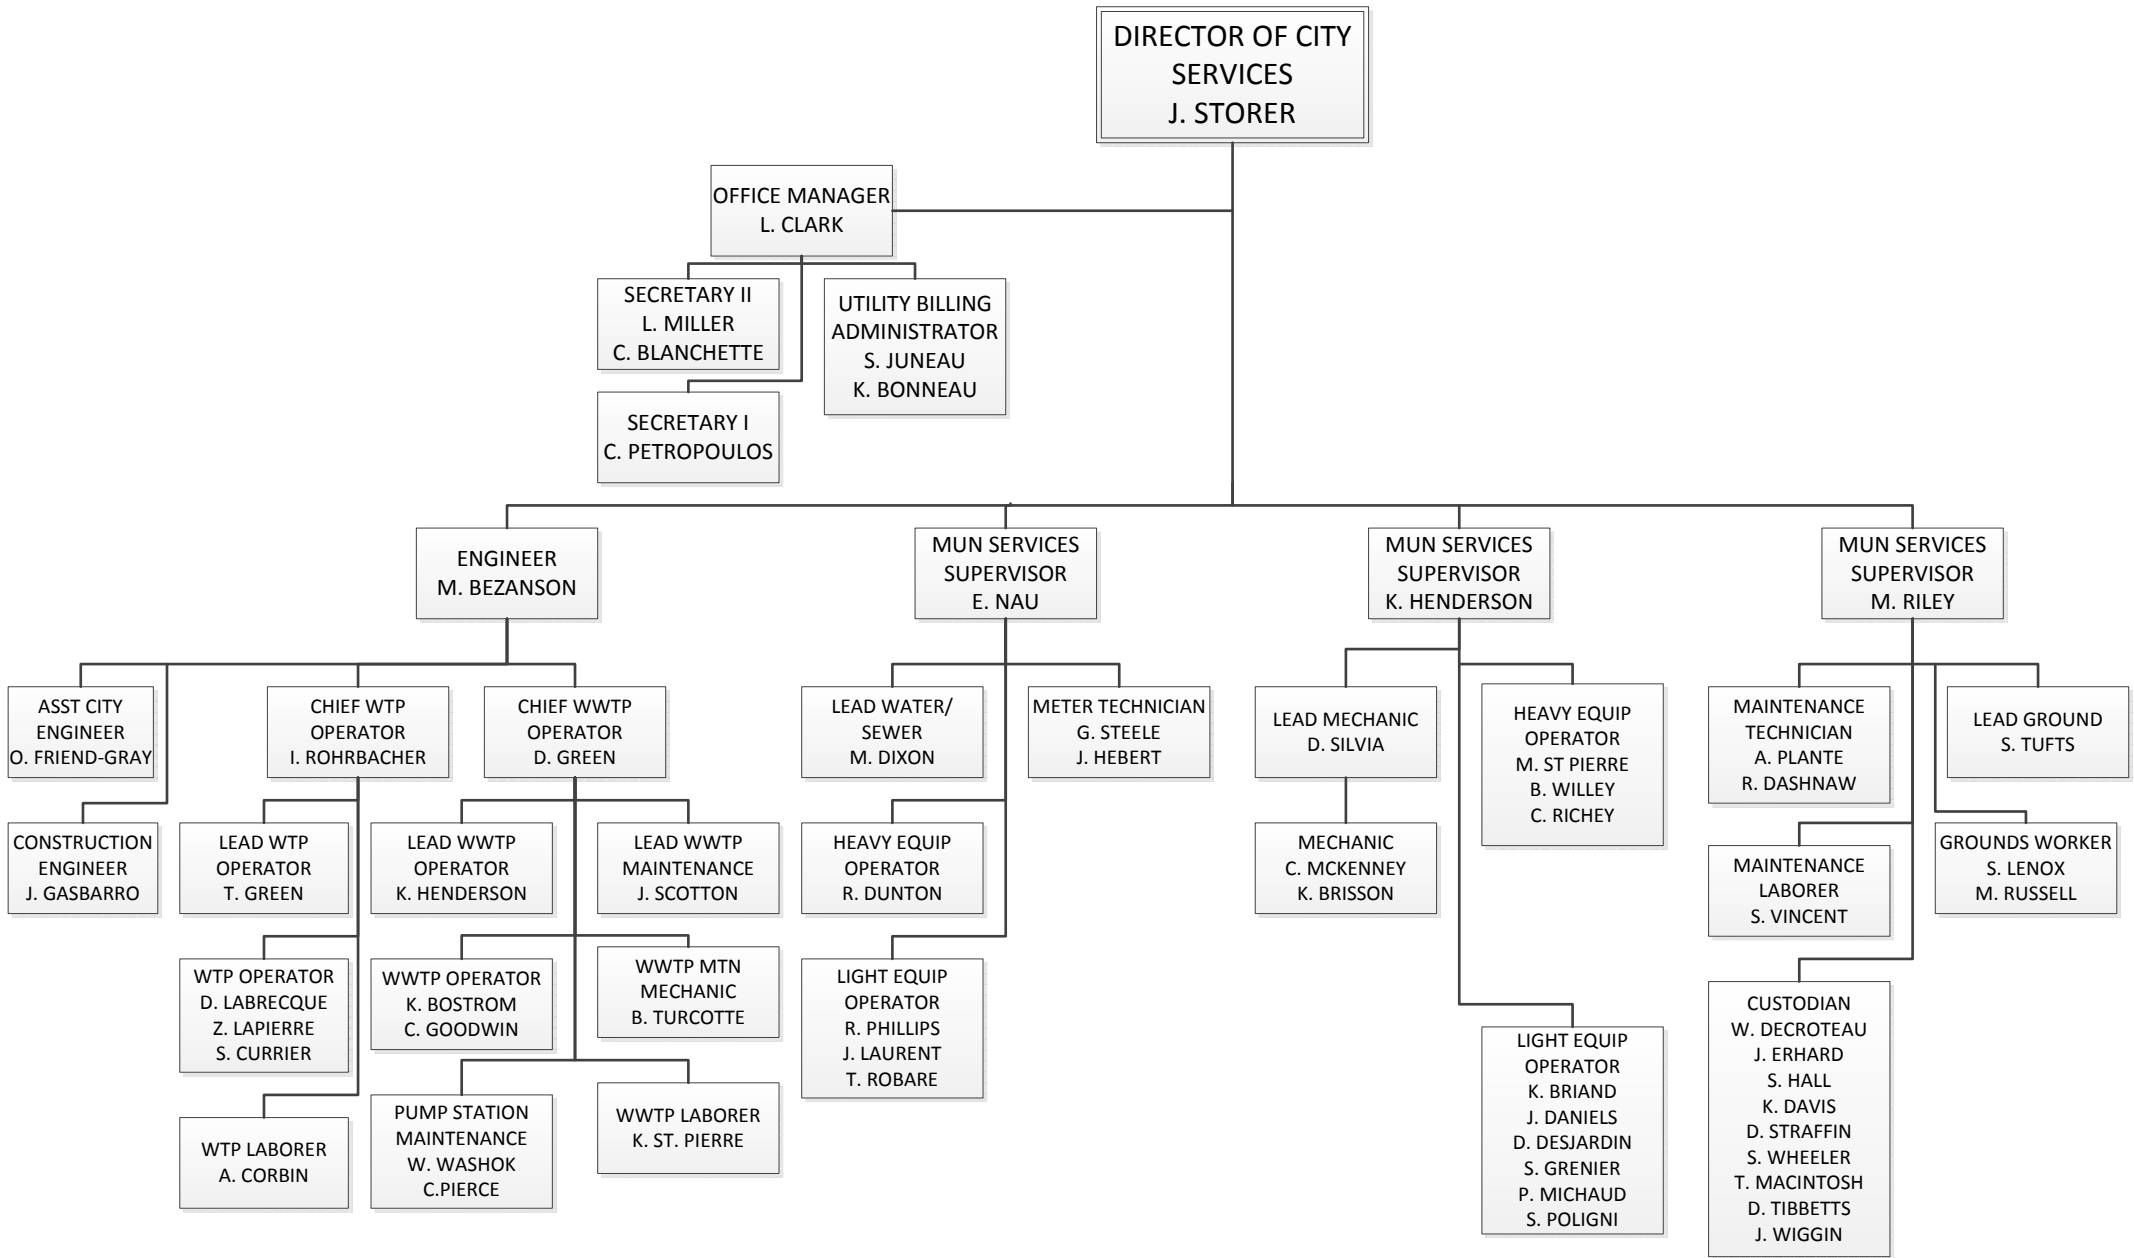 DIRECTOR OF CITY
SERVICES
J. STORER
OFFICE MANAGER
L. CLARK
SECRETARY II
L. MILLER
C. BLANCHETTE
UTILITY BILLING
ADMINISTRATOR
S. JUNEAU
K. BONNEAU
SECRETARY I
C. PETROPOULOS
ENGINEER
M. BEZANSON
MUN SERVICES
SUPERVISOR
E. NAU
MUN SERVICES
SUPERVISOR
K. HENDERSON
MUN SERVICES
SUPERVISOR
M. RILEY
ASST CITY
ENGINEER
O. FRIEND-GRAY
CHIEF WTP
OPERATOR
I. ROHRBACHER
CHIEF WWTP
OPERATOR
D. GREEN
LEAD WATER/
SEWER
M. DIXON
METER TECHNICIAN
G. STEELE
J. HEBERT
LEAD MECHANIC
D. SILVIA
HEAVY EQUIP
OPERATOR
M. ST PIERRE
B. WILLEY
C. RICHEY
MAINTENANCE
TECHNICIAN
A. PLANTE
R. DASHNAW
LEAD GROUND
S. TUFTS
CONSTRUCTION
ENGINEER
J. GASBARRO
LEAD WTP
OPERATOR
T. GREEN
LEAD WWTP
OPERATOR
K. HENDERSON
LEAD WWTP
MAINTENANCE
J. SCOTTON
HEAVY EQUIP
OPERATOR
R. DUNTON
MECHANIC
C. MCKENNEY
K. BRISSON
MAINTENANCE
LABORER
S. VINCENT
GROUNDS WORKER
S. LENOX
M. RUSSELL
WTP OPERATOR
D. LABRECQUE
Z. LAPIERRE
S. CURRIER
WWTP OPERATOR
K. BOSTROM
C. GOODWIN
WWTP MTN
MECHANIC
B. TURCOTTE
LIGHT EQUIP
OPERATOR
R. PHILLIPS
J. LAURENT
T. ROBARE
WTP LABORER
A. CORBIN
PUMP STATION
MAINTENANCE
W. WASHOK
C.PIERCE
WWTP LABORER
K. ST. PIERRE
LIGHT EQUIP
OPERATOR
K. BRIAND
J. DANIELS
D. DESJARDIN
S. GRENIER
P. MICHAUD
S. POLIGNI
CUSTODIAN
W. DECROTEAU
J. ERHARD
S. HALL
K. DAVIS
D. STRAFFIN
S. WHEELER
T. MACINTOSH
D. TIBBETTS
J. WIGGIN